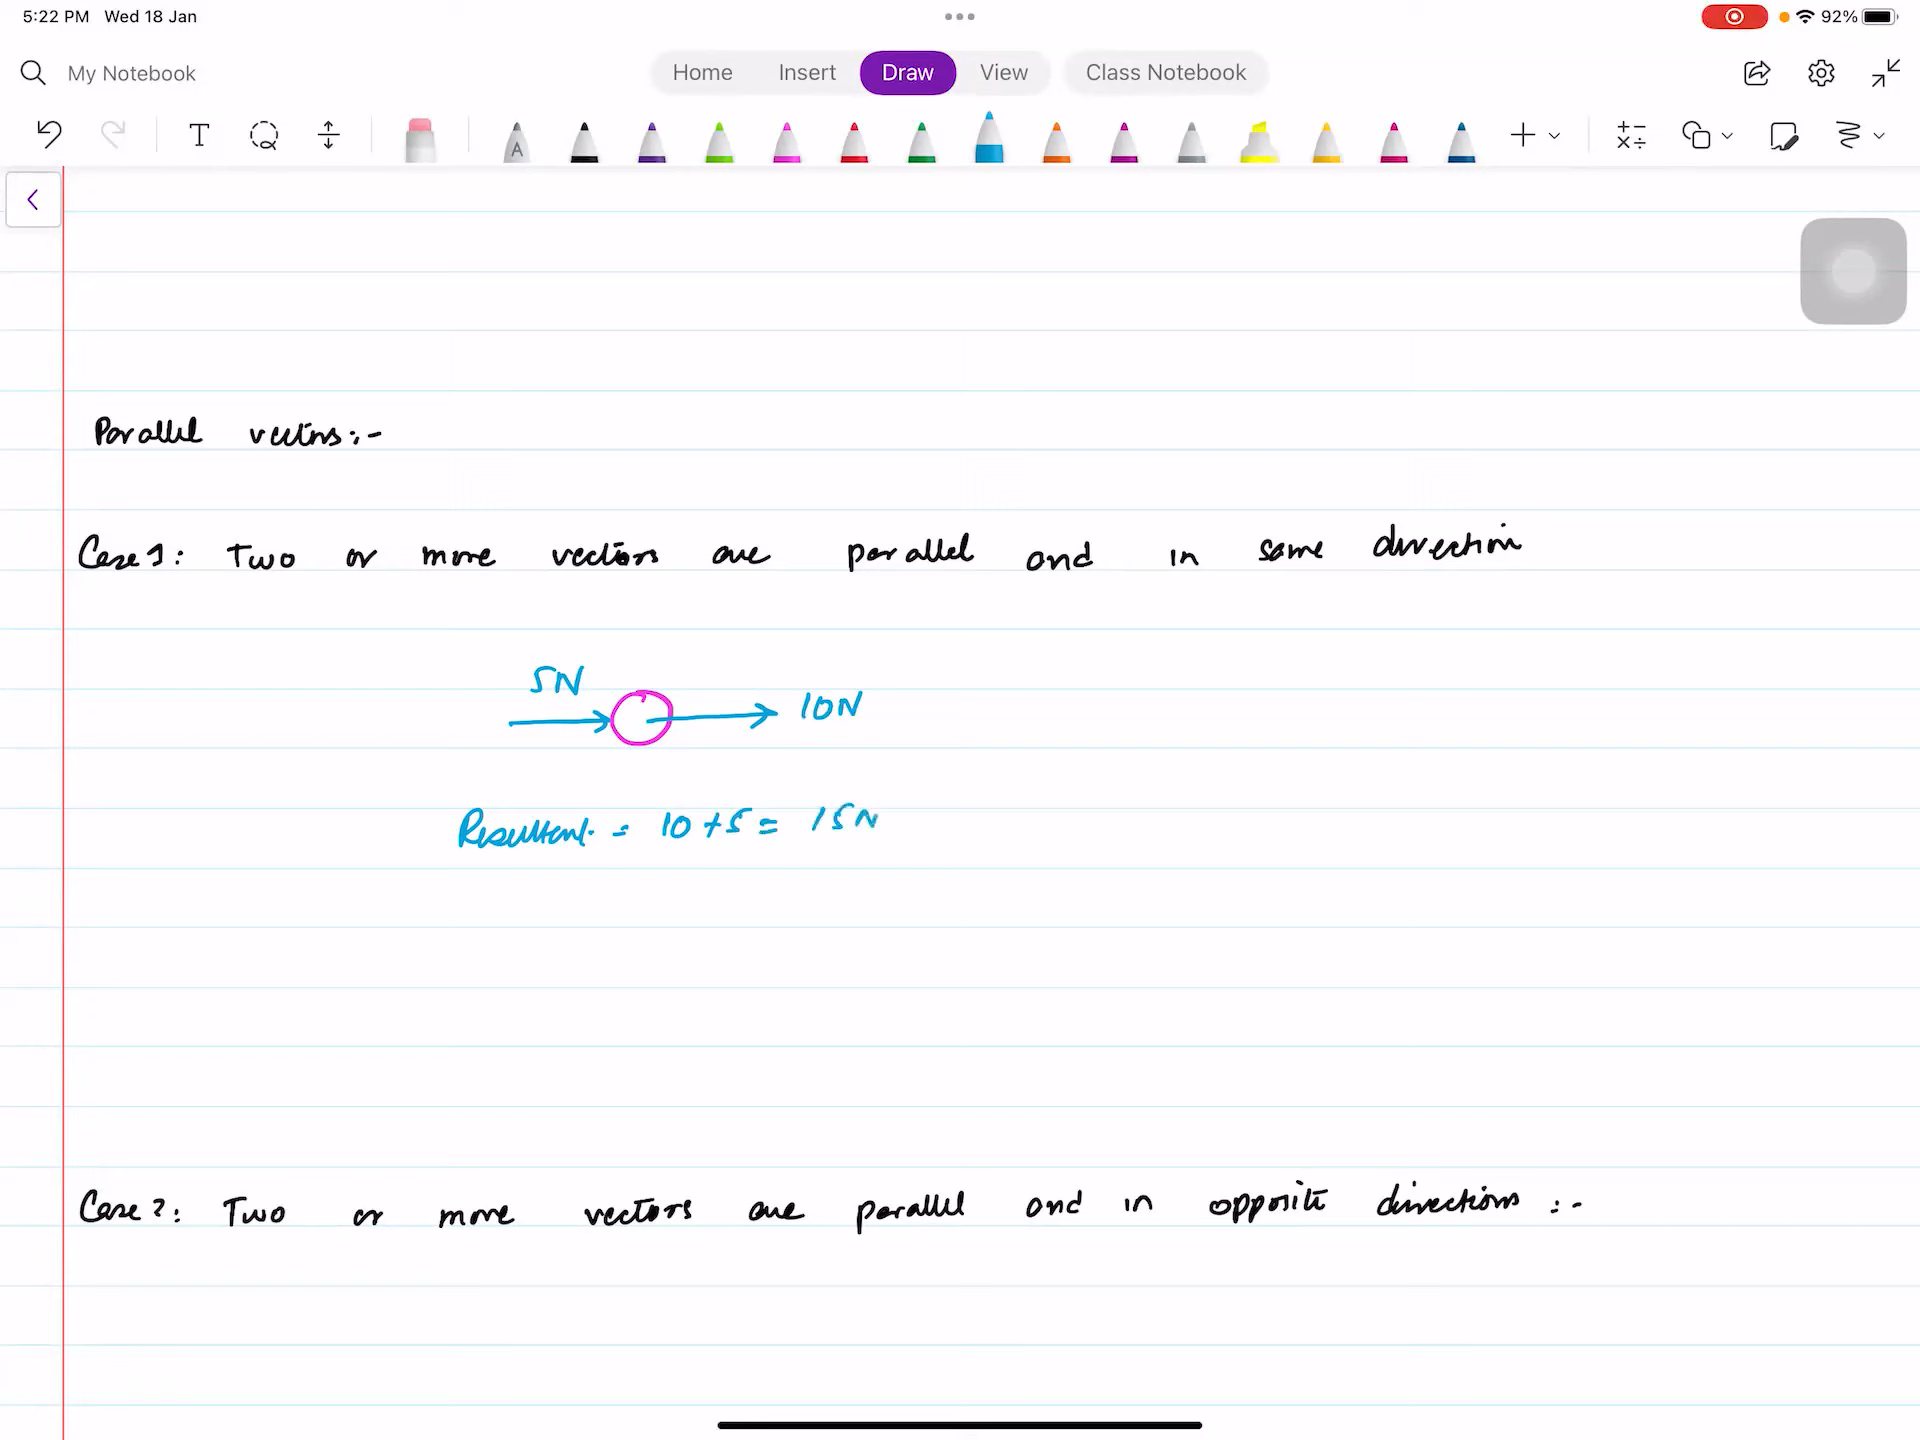 5:22 PM Wed 18 Jan
92%
My Notebook
Home Insert Draw View Class Notebook
T
A
Parallel vectors:-
Case 1: Two or more vectors are parallel and in same direction
5N
10N
Resultant = 10 + 5 = 15N
Case 2: Two or more vectors are parallel and in opposite directions :-